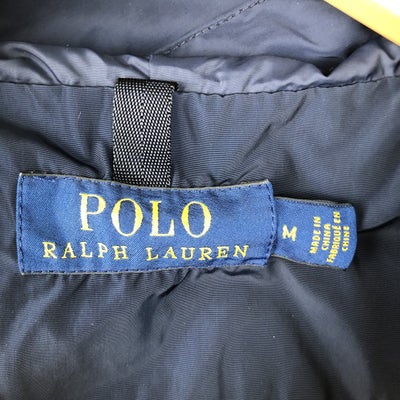 POLO
RALPH LAUREN
M
MADE IN
CHINA
FABRIQUÉ EN
CHINE